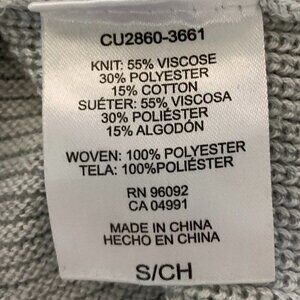 CU2860-3661
KNIT: 55% VISCOSE
30% POLYESTER
15% COTTON
SUÉTER: 55% VISCOSA
30% POLIÉSTER
15% ALGODÓN
WOVEN: 100% POLYESTER
TELA: 100%POLIÉSTER
RN 96092
CA 04991
MADE IN CHINA
HECHO EN CHINA
S/CH